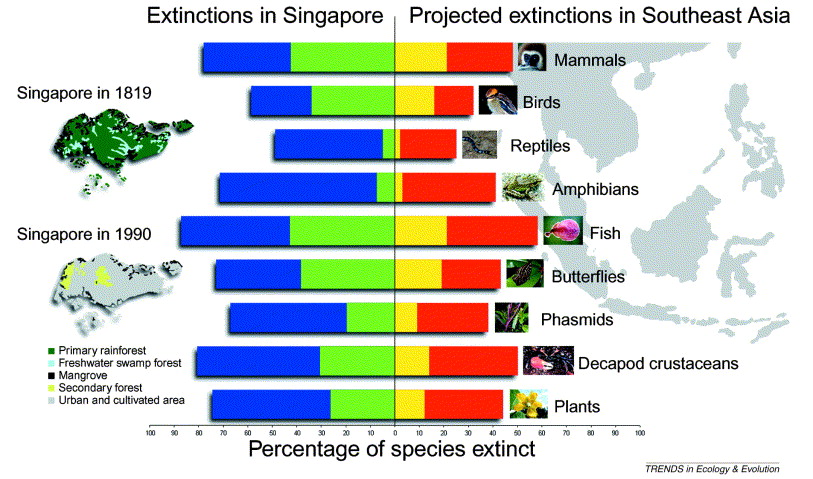 Extinctions in Singapore
Projected extinctions in Southeast Asia
Mammals
Singapore in 1819
Birds
Reptiles
Amphibians
Singapore in 1990
Fish
Butterflies
Phasmids
Primary rainforest
Freshwater swamp forest
Mangrove
Secondary forest
Urban and cultivated area
Decapod crustaceans
Plants
100 90 80 70 60 50 40 30 20 10 0 10 20 30 40 50 60 70 80 90 100
Percentage of species extinct
TRENDS in Ecology & Evolution